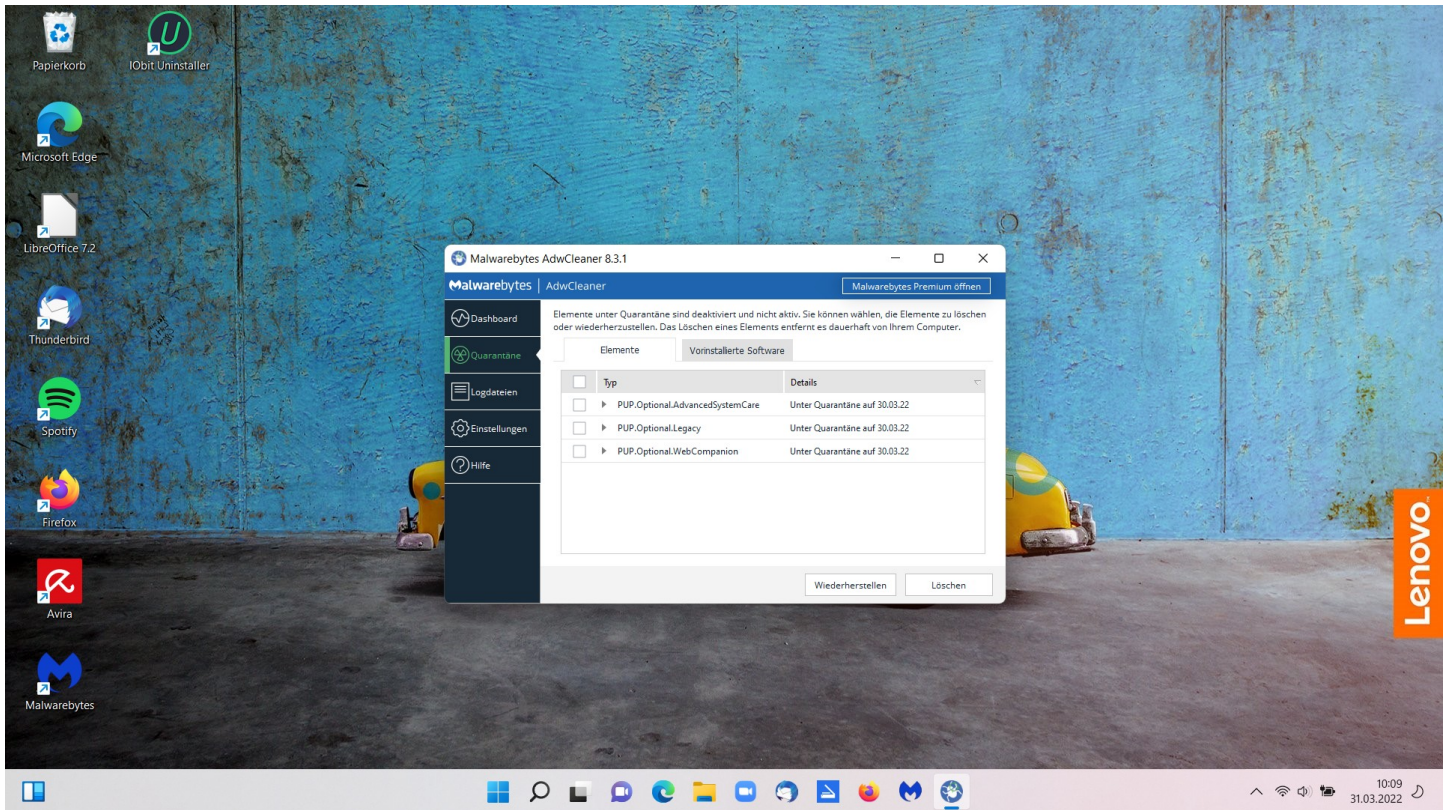 Papierkorb
IObit Uninstaller
Microsoft Edge
LibreOffice 7.2
Thunderbird
Spotify
Firefox
Avira
Malwarebytes
Malwarebytes AdwCleaner 8.3.1
Malwarebytes | AdwCleaner
Malwarebytes Premium öffnen
Dashboard
Quarantäne
Logdateien
Einstellungen
Hilfe
Elemente unter Quarantäne sind deaktiviert und nicht aktiv. Sie können wählen, die Elemente zu löschen
oder wiederherzustellen. Das Löschen eines Elements entfernt es dauerhaft von Ihrem Computer.
Elemente
Vorinstallierte Software
Typ
Details
PUP.Optional.AdvancedSystemCare
Unter Quarantäne auf 30.03.22
PUP.Optional.Legacy
Unter Quarantäne auf 30.03.22
PUP.Optional.WebCompanion
Unter Quarantäne auf 30.03.22
Wiederherstellen
Löschen
Lenovo
10:09
31.03.2022